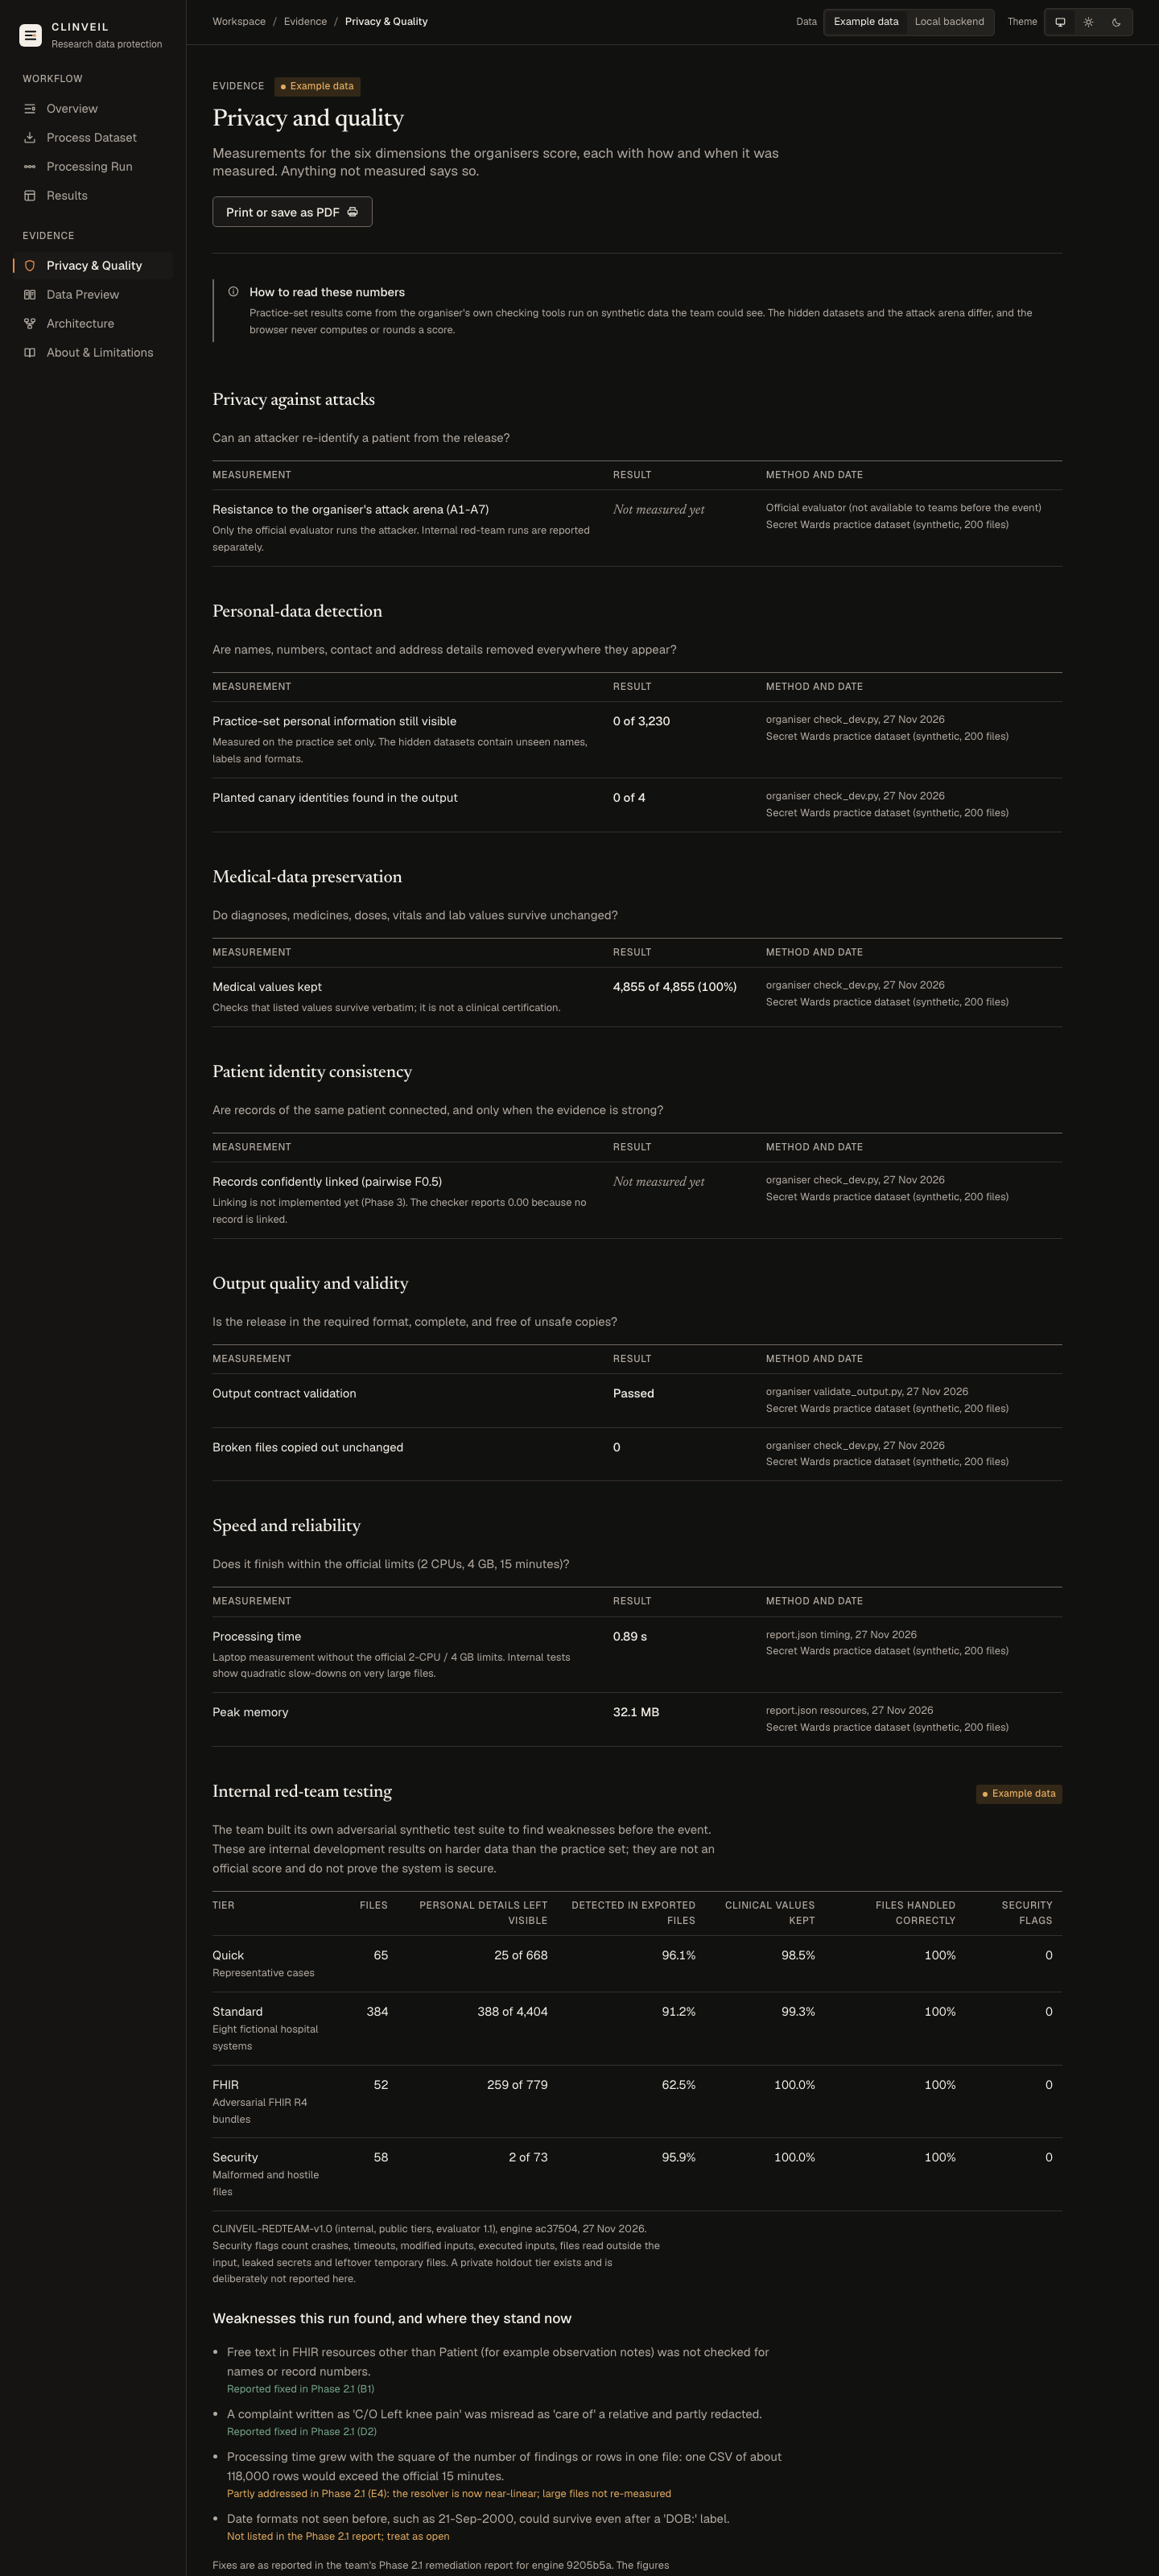 CLINVEIL
Research data protection
WORKFLOW
Overview
Process Dataset
Processing Run
Results
EVIDENCE
Privacy & Quality
Data Preview
Architecture
About & Limitations
Workspace / Evidence / Privacy & Quality
Data Example data Local backend Theme
EVIDENCE Example data
Privacy and quality
Measurements for the six dimensions the organisers score, each with how and when it was
measured. Anything not measured says so.
Print or save as PDF
How to read these numbers
Practice-set results come from the organiser's own checking tools run on synthetic data the team could see. The hidden datasets and the attack arena differ, and the
browser never computes or rounds a score.
Privacy against attacks
Can an attacker re-identify a patient from the release?
MEASUREMENT RESULT METHOD AND DATE
Resistance to the organiser's attack arena (A1-A7) Not measured yet Official evaluator (not available to teams before the event)
Secret Wards practice dataset (synthetic, 200 files)
Only the official evaluator runs the attacker. Internal red-team runs are reported
separately.
Personal-data detection
Are names, numbers, contact and address details removed everywhere they appear?
MEASUREMENT RESULT METHOD AND DATE
Practice-set personal information still visible 0 of 3,230 organiser check_dev.py, 27 Nov 2026
Secret Wards practice dataset (synthetic, 200 files)
Measured on the practice set only. The hidden datasets contain unseen names,
labels and formats.
Planted canary identities found in the output 0 of 4 organiser check_dev.py, 27 Nov 2026
Secret Wards practice dataset (synthetic, 200 files)
Medical-data preservation
Do diagnoses, medicines, doses, vitals and lab values survive unchanged?
MEASUREMENT RESULT METHOD AND DATE
Medical values kept 4,855 of 4,855 (100%) organiser check_dev.py, 27 Nov 2026
Secret Wards practice dataset (synthetic, 200 files)
Checks that listed values survive verbatim; it is not a clinical certification.
Patient identity consistency
Are records of the same patient connected, and only when the evidence is strong?
MEASUREMENT RESULT METHOD AND DATE
Records confidently linked (pairwise F0.5) Not measured yet organiser check_dev.py, 27 Nov 2026
Secret Wards practice dataset (synthetic, 200 files)
Linking is not implemented yet (Phase 3). The checker reports 0.00 because no
record is linked.
Output quality and validity
Is the release in the required format, complete, and free of unsafe copies?
MEASUREMENT RESULT METHOD AND DATE
Output contract validation Passed organiser validate_output.py, 27 Nov 2026
Secret Wards practice dataset (synthetic, 200 files)
Broken files copied out unchanged 0 organiser check_dev.py, 27 Nov 2026
Secret Wards practice dataset (synthetic, 200 files)
Speed and reliability
Does it finish within the official limits (2 CPUs, 4 GB, 15 minutes)?
MEASUREMENT RESULT METHOD AND DATE
Processing time 0.89 s report.json timing, 27 Nov 2026
Secret Wards practice dataset (synthetic, 200 files)
Laptop measurement without the official 2-CPU / 4 GB limits. Internal tests
show quadratic slow-downs on very large files.
Peak memory 32.1 MB report.json resources, 27 Nov 2026
Secret Wards practice dataset (synthetic, 200 files)
Internal red-team testing Example data
The team built its own adversarial synthetic test suite to find weaknesses before the event.
These are internal development results on harder data than the practice set; they are not an
official score and do not prove the system is secure.
TIER FILES PERSONAL DETAILS LEFT VISIBLE DETECTED IN EXPORTED FILES CLINICAL VALUES KEPT FILES HANDLED CORRECTLY SECURITY FLAGS
Quick 65 25 of 668 96.1% 98.5% 100% 0
Representative cases
Standard 384 388 of 4,404 91.2% 99.3% 100% 0
Eight fictional hospital
systems
FHIR 52 259 of 779 62.5% 100.0% 100% 0
Adversarial FHIR R4
bundles
Security 58 2 of 73 95.9% 100.0% 100% 0
Malformed and hostile
files
CLINVEIL-REDTEAM-v1.0 (internal, public tiers, evaluator 1.1), engine ac37504, 27 Nov 2026.
Security flags count crashes, timeouts, modified inputs, executed inputs, files read outside the
input, leaked secrets and leftover temporary files. A private holdout tier exists and is
deliberately not reported here.
Weaknesses this run found, and where they stand now
Free text in FHIR resources other than Patient (for example observation notes) was not checked for
names or record numbers.
Reported fixed in Phase 2.1 (B1)
A complaint written as 'C/O Left knee pain' was misread as 'care of' a relative and partly redacted.
Reported fixed in Phase 2.1 (D2)
Processing time grew with the square of the number of findings or rows in one file: one CSV of about
118,000 rows would exceed the official 15 minutes.
Partly addressed in Phase 2.1 (E4): the resolver is now near-linear; large files not re-measured
Date formats not seen before, such as 21-Sep-2000, could survive even after a 'DOB:' label.
Not listed in the Phase 2.1 report; treat as open
Fixes are as reported in the team's Phase 2.1 remediation report for engine 9205b5a. The figures